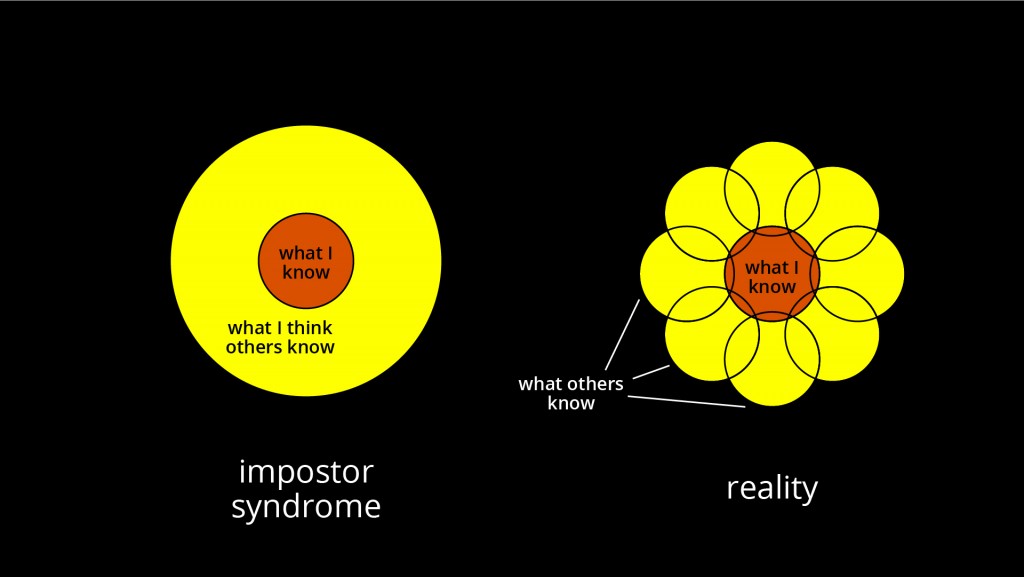 what I
know
what I think
others know
impostor
syndrome
what I
know
what others
know
reality